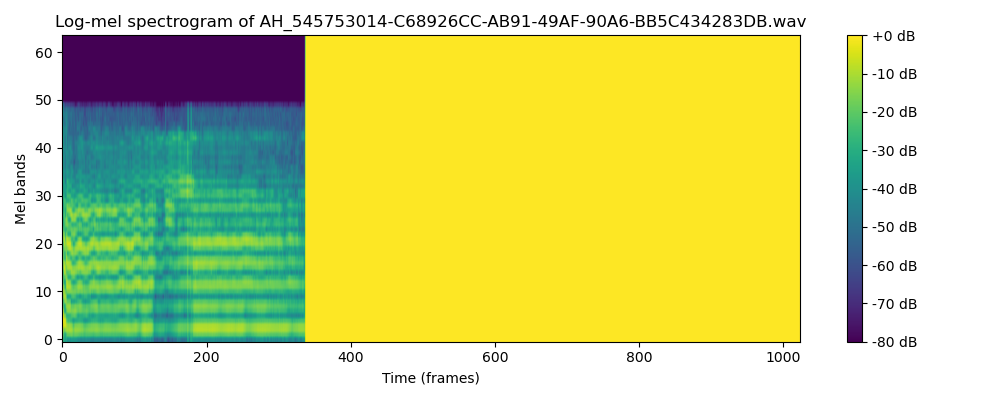 Log-mel spectrogram of AH_545753014-C68926CC-AB91-49AF-90A6-BB5C434283DB.wav
Mel bands
60
50
40
30
20
10
0
0
200
400
600
800
1000
Time (frames)
+0 dB
-10 dB
-20 dB
-30 dB
-40 dB
-50 dB
-60 dB
-70 dB
-80 dB